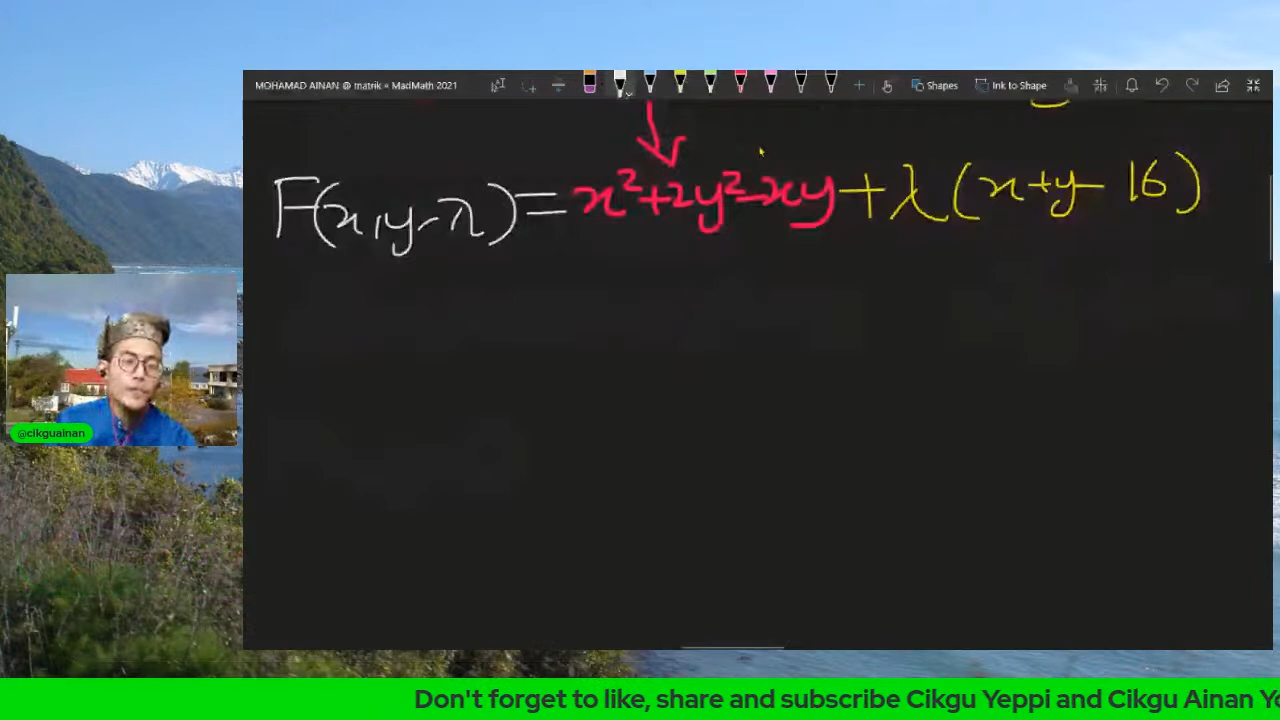 MOHAMAD AINAN @ matrik « MadMath 2021
Shapes
Ink to Shape
F(x,y,λ)=x²+2y²-xy+λ(x+y-16)
@cikguainan
Don't forget to like, share and subscribe Cikgu Yeppi and Cikgu Ainan Yo